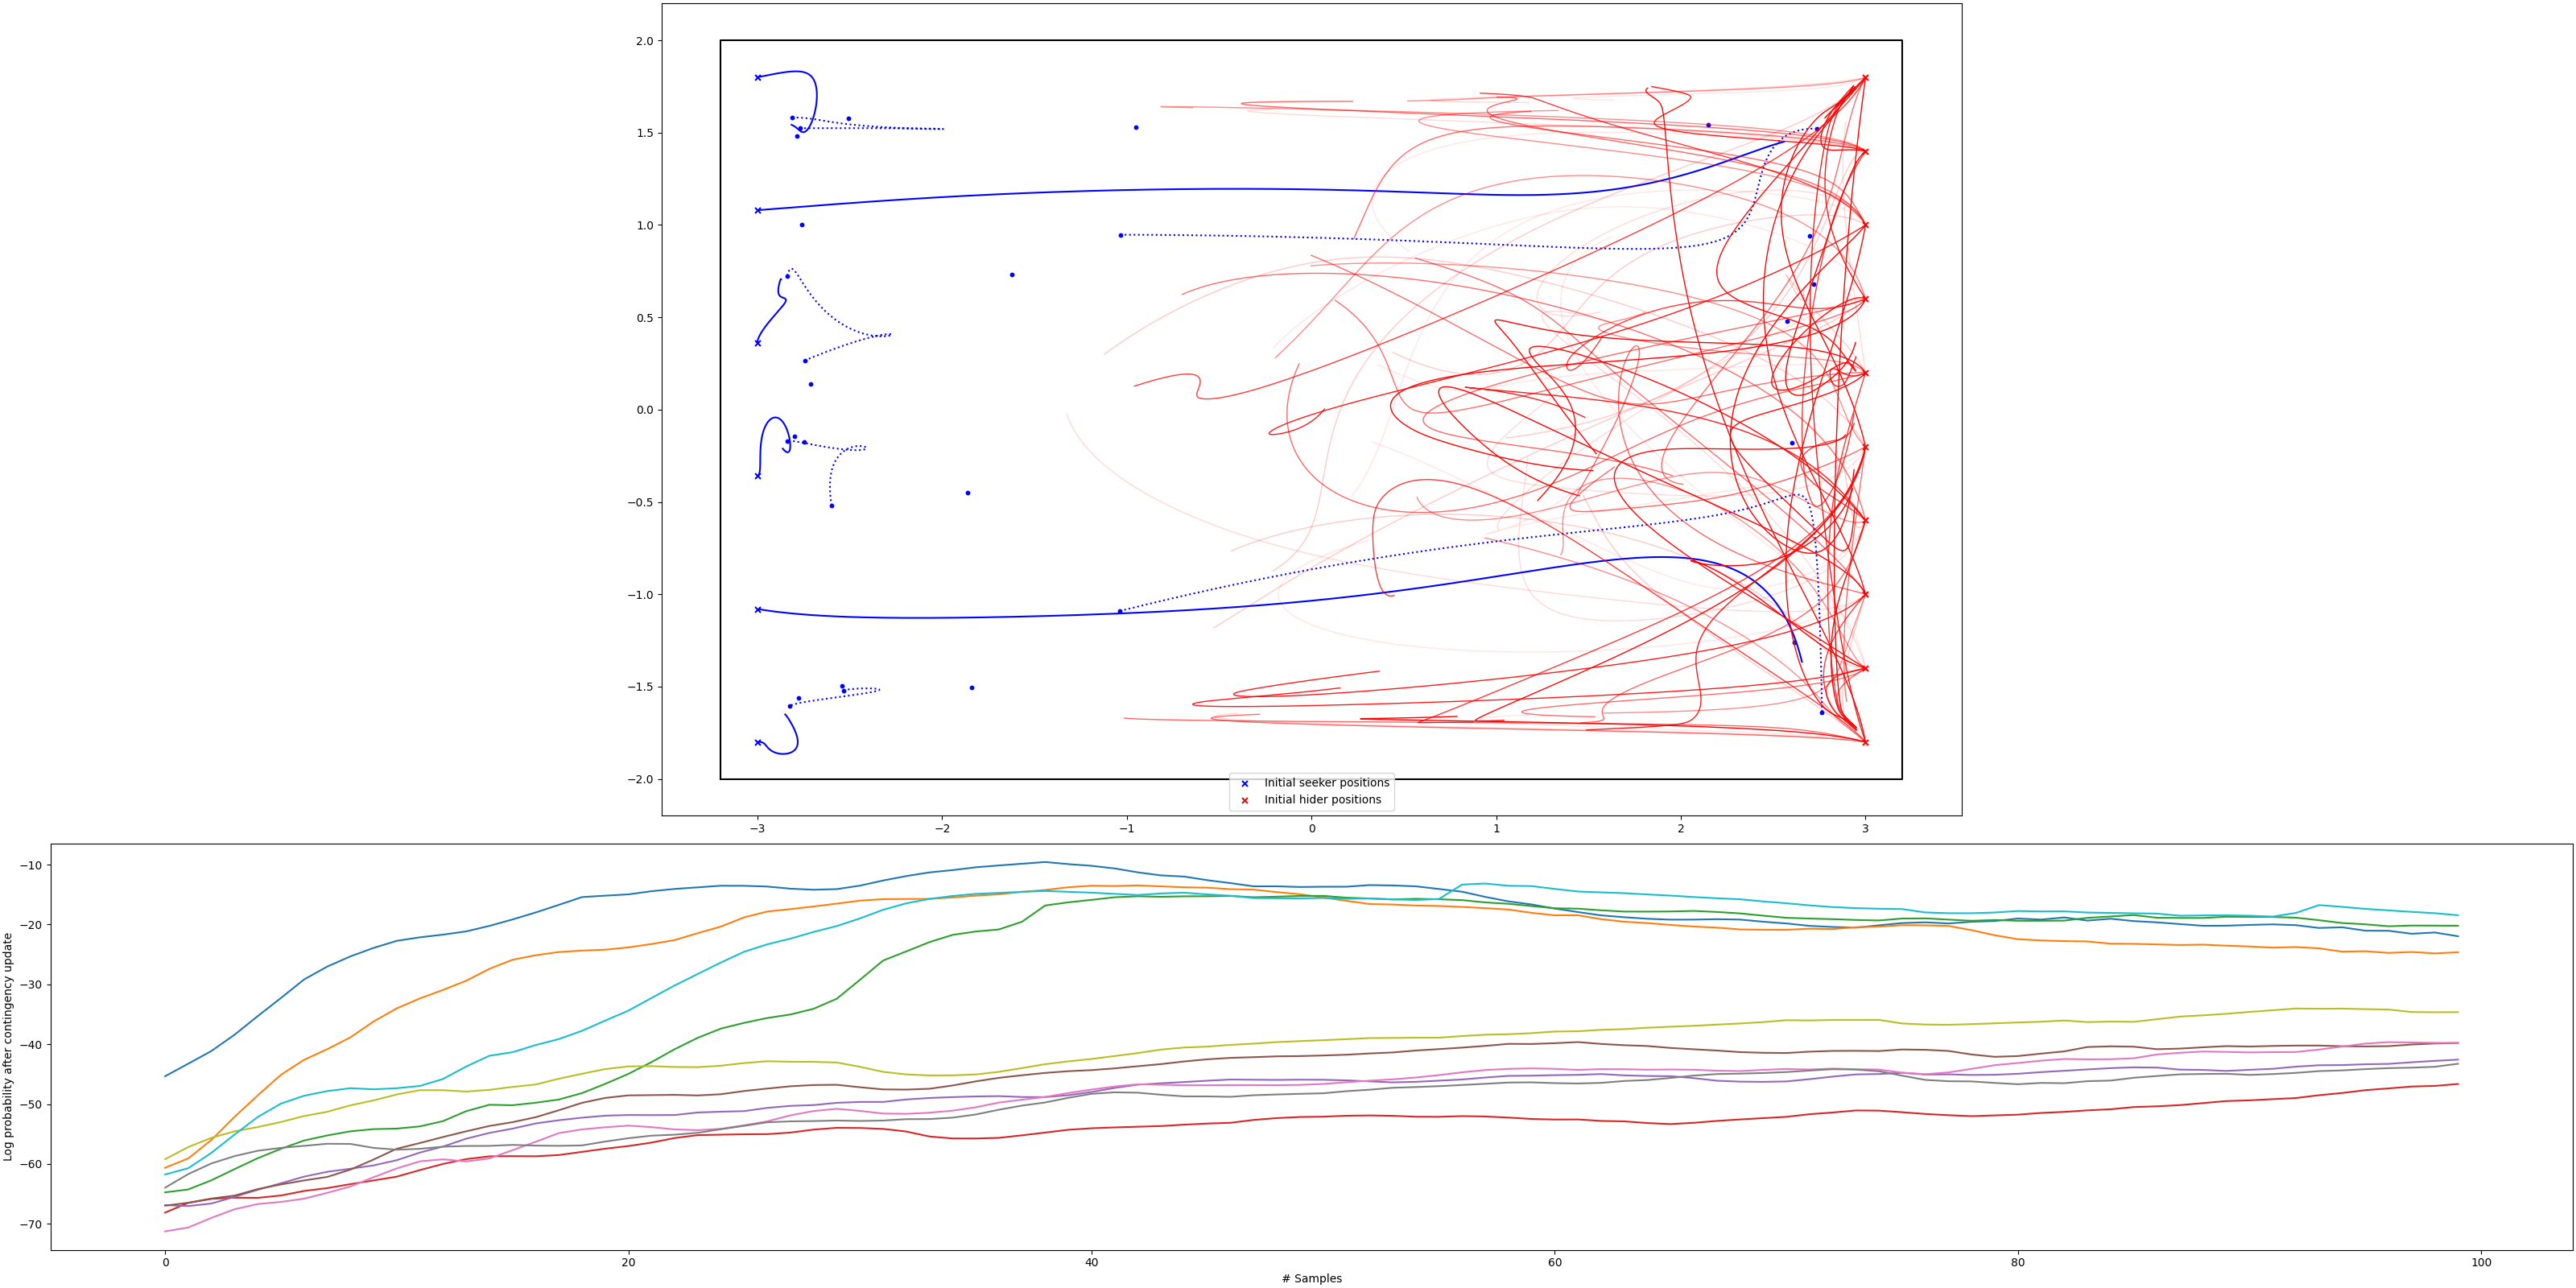 2.0
1.5
1.0
0.5
0.0
−0.5
−1.0
−1.5
−2.0
Initial seeker positions
Initial hider positions
−3 −2 −1 0 1 2 3
−10
−20
−30
−40
−50
−60
−70
Log probability after contingency update
0 20 40 60 80 100
# Samples